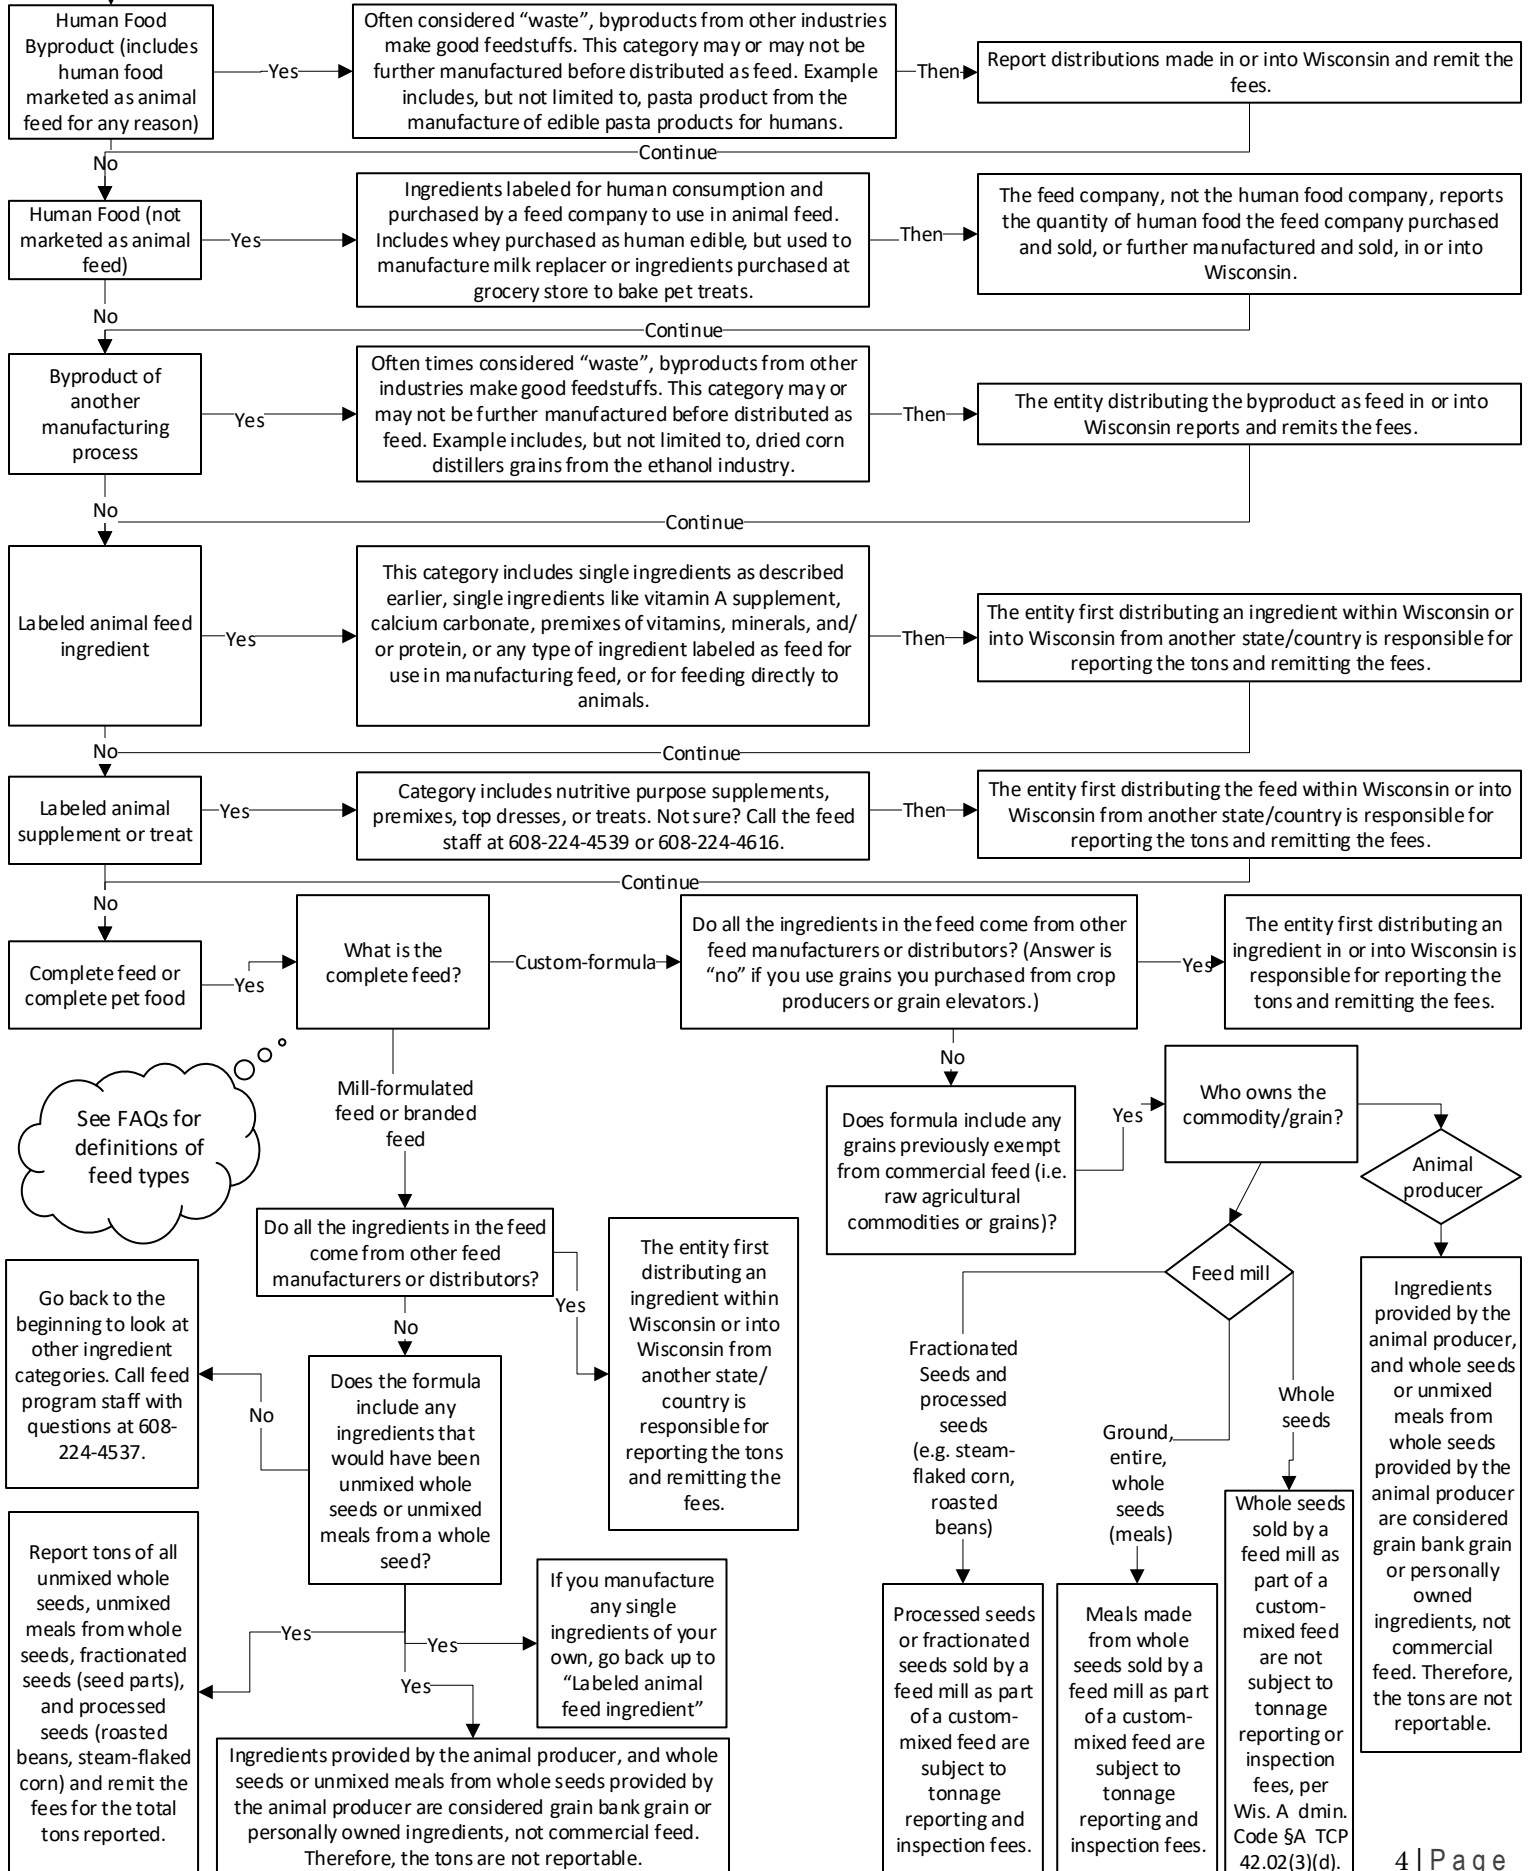 Human Food
Byproduct (includes
human food
marketed as animal
feed for any reason)
Yes
Often considered “waste”, byproducts from other industries
make good feedstuffs. This category may or may not be
further manufactured before distributed as feed. Example
includes, but not limited to, pasta product from the
manufacture of edible pasta products for humans.
Then
Report distributions made in or into Wisconsin and remit the
fees.
Continue
No
Human Food (not
marketed as animal
feed)
Yes
Ingredients labeled for human consumption and
purchased by a feed company to use in animal feed.
Includes whey purchased as human edible, but used to
manufacture milk replacer or ingredients purchased at
grocery store to bake pet treats.
Then
The feed company, not the human food company, reports
the quantity of human food the feed company purchased
and sold, or further manufactured and sold, in or into
Wisconsin.
No
Continue
Byproduct of
another
manufacturing
process
Yes
Often times considered “waste”, byproducts from other
industries make good feedstuffs. This category may or
may not be further manufactured before distributed as
feed. Example includes, but not limited to, dried corn
distillers grains from the ethanol industry.
Then
The entity distributing the byproduct as feed in or into
Wisconsin reports and remits the fees.
No
Continue
Labeled animal feed
ingredient
Yes
This category includes single ingredients as described
earlier, single ingredients like vitamin A supplement,
calcium carbonate, premixes of vitamins, minerals, and/
or protein, or any type of ingredient labeled as feed for
use in manufacturing feed, or for feeding directly to
animals.
Then
The entity first distributing an ingredient within Wisconsin or
into Wisconsin from another state/country is responsible for
reporting the tons and remitting the fees.
No
Continue
Labeled animal
supplement or treat
Yes
Category includes nutritive purpose supplements,
premixes, top dresses, or treats. Not sure? Call the feed
staff at 608-224-4539 or 608-224-4616.
Then
The entity first distributing the feed within Wisconsin or into
Wisconsin from another state/country is responsible for
reporting the tons and remitting the fees.
Continue
No
Complete feed or
complete pet food
Yes
What is the
complete feed?
Custom-formula
Do all the ingredients in the feed come from other
feed manufacturers or distributors? (Answer is
“no” if you use grains you purchased from crop
producers or grain elevators.)
Yes
The entity first distributing an
ingredient in or into Wisconsin is
responsible for reporting the
tons and remitting the fees.
See FAQs for
definitions of
feed types
Mill-formulated
feed or branded
feed
No
Does formula include any
grains previously exempt
from commercial feed (i.e.
raw agricultural
commodities or grains)?
Yes
Who owns the
commodity/grain?
Animal
producer
Feed mill
Do all the ingredients in the feed
come from other feed
manufacturers or distributors?
Yes
The entity first
distributing an
ingredient within
Wisconsin or into
Wisconsin from
another state/
country is
responsible for
reporting the tons
and remitting the
fees.
No
Go back to the
beginning to look at
other ingredient
categories. Call feed
program staff with
questions at 608-
224-4537.
No
Does the formula
include any
ingredients that
would have been
unmixed whole
seeds or unmixed
meals from a whole
seed?
Fractionated
Seeds and
processed
seeds
(e.g. steam-
flaked corn,
roasted
beans)
Ground,
entire,
whole
seeds
(meals)
Whole
seeds
Ingredients
provided by the
animal producer,
and whole seeds
or unmixed
meals from
whole seeds
provided by the
animal producer
are considered
grain bank grain
or personally
owned
ingredients, not
commercial
feed. Therefore,
the tons are not
reportable.
Report tons of all
unmixed whole
seeds, unmixed
meals from whole
seeds, fractionated
seeds (seed parts),
and processed
seeds (roasted
beans, steam-flaked
corn) and remit the
fees for the total
tons reported.
Yes
Yes
If you manufacture
any single
ingredients of your
own, go back up to
“Labeled animal
feed ingredient”
Yes
Ingredients provided by the animal producer, and whole
seeds or unmixed meals from whole seeds provided by
the animal producer are considered grain bank grain or
personally owned ingredients, not commercial feed.
Therefore, the tons are not reportable.
Processed seeds
or fractionated
seeds sold by a
feed mill as part
of a custom-
mixed feed are
subject to
tonnage
reporting and
inspection fees.
Meals made
from whole
seeds sold by a
feed mill as part
of a custom-
mixed feed are
subject to
tonnage
reporting and
inspection fees.
Whole seeds
sold by a
feed mill as
part of a
custom-
mixed feed
are not
subject to
tonnage
reporting or
inspection
fees, per
Wis. A dmin.
Code §A TCP
42.02(3)(d).
4 | Page